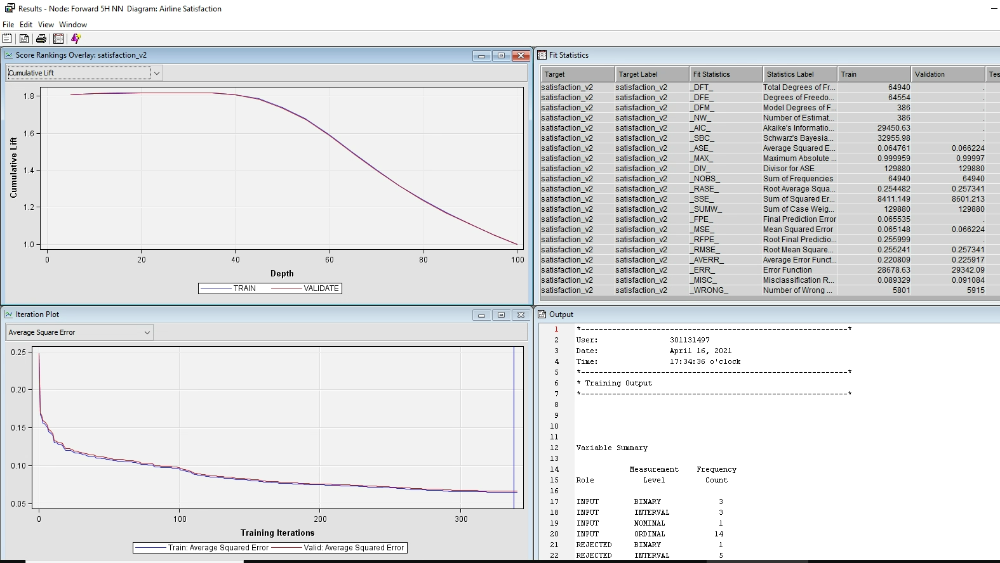 Results - Node: Forward 5H NN  Diagram: Airline Satisfaction
File Edit View Window
Score Rankings Overlay: satisfaction_v2
Cumulative Lift
Cumulative Lift
1.8
1.6
1.4
1.2
1.0
0 20 40 60 80 100
Depth
TRAIN VALIDATE
Fit Statistics
Target Target Label Fit Statistics Statistics Label Train Validation Tes
satisfaction_v2 satisfaction_v2 _DFT_ Total Degrees of Fr... 64940 .
satisfaction_v2 satisfaction_v2 _DFE_ Degrees of Freedo... 64554 .
satisfaction_v2 satisfaction_v2 _DFM_ Model Degrees of F... 386 .
satisfaction_v2 satisfaction_v2 _NW_ Number of Estimat... 386 .
satisfaction_v2 satisfaction_v2 _AIC_ Akaike's Informatio... 29450.63 .
satisfaction_v2 satisfaction_v2 _SBC_ Schwarz's Bayesia... 32955.98 .
satisfaction_v2 satisfaction_v2 _ASE_ Average Squared E... 0.064761 0.066224
satisfaction_v2 satisfaction_v2 _MAX_ Maximum Absolute ... 0.999959 0.99997
satisfaction_v2 satisfaction_v2 _DIV_ Divisor for ASE 129880 129880
satisfaction_v2 satisfaction_v2 _NOBS_ Sum of Frequencies 64940 64940
satisfaction_v2 satisfaction_v2 _RASE_ Root Average Squa... 0.254482 0.257341
satisfaction_v2 satisfaction_v2 _SSE_ Sum of Squared Er... 8411.149 8601.213
satisfaction_v2 satisfaction_v2 _SUMW_ Sum of Case Weig... 129880 129880
satisfaction_v2 satisfaction_v2 _FPE_ Final Prediction Error 0.065535 .
satisfaction_v2 satisfaction_v2 _MSE_ Mean Squared Error 0.065148 0.066224
satisfaction_v2 satisfaction_v2 _RFPE_ Root Final Predictio... 0.255999 .
satisfaction_v2 satisfaction_v2 _RMSE_ Root Mean Square... 0.255241 0.257341
satisfaction_v2 satisfaction_v2 _AVERR_ Average Error Funct... 0.220809 0.225917
satisfaction_v2 satisfaction_v2 _ERR_ Error Function 28678.63 29342.09
satisfaction_v2 satisfaction_v2 _MISC_ Misclassification R... 0.089329 0.091084
satisfaction_v2 satisfaction_v2 _WRONG_ Number of Wrong ... 5801 5915
Iteration Plot
Average Square Error
0.25
0.20
0.15
0.10
0.05
0 100 200 300
Training Iterations
Train: Average Squared Error Valid: Average Squared Error
Output
1 *------------------------------------------------------------*
2 User: 301131497
3 Date: April 16, 2021
4 Time: 17:34:36 o'clock
5 *------------------------------------------------------------*
6 * Training Output
7 *------------------------------------------------------------*
8
9
10
11
12 Variable Summary
13
14 Measurement Frequency
15 Role Level Count
16
17 INPUT BINARY 3
18 INPUT INTERVAL 3
19 INPUT NOMINAL 1
20 INPUT ORDINAL 14
21 REJECTED BINARY 1
22 REJECTED INTERVAL 5